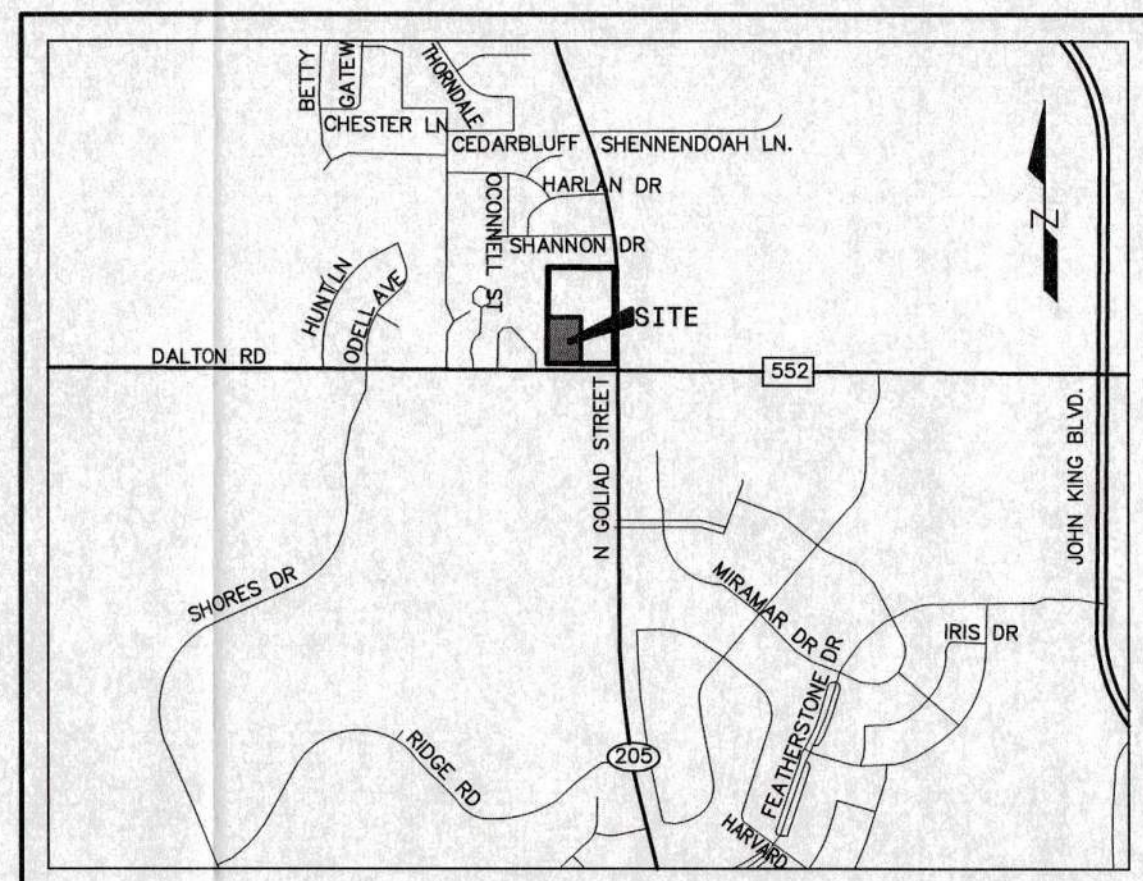 BETTY
GATEW
THORNDALE
CHESTER LN
CEDARBLUFF
SHENNENDOAH LN.
OCONNELL ST
HARLAN DR
SHANNON DR
HUNT LN
ODELL AVE
SITE
N
DALTON RD
552
N GOLIAD STREET
JOHN KING BLVD.
SHORES DR
MIRAMAR DR
IRIS DR
FEATHERSTONE DR
RIDGE RD
205
HARVARD